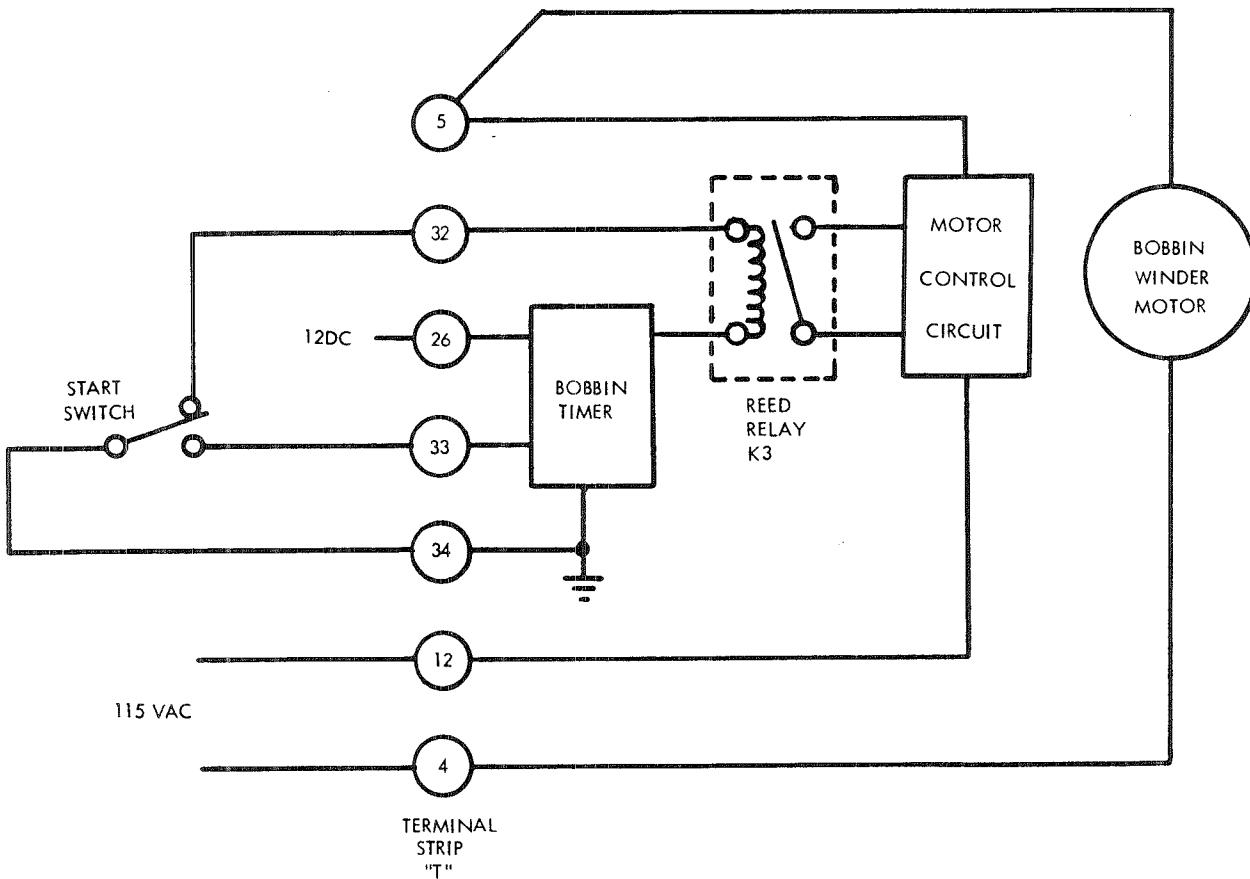 5
32
MOTOR
CONTROL
CIRCUIT
BOBBIN
WINDER
MOTOR
12DC
26
BOBBIN
TIMER
START
SWITCH
33
REED
RELAY
K3
34
12
115 VAC
4
TERMINAL
STRIP
"T"